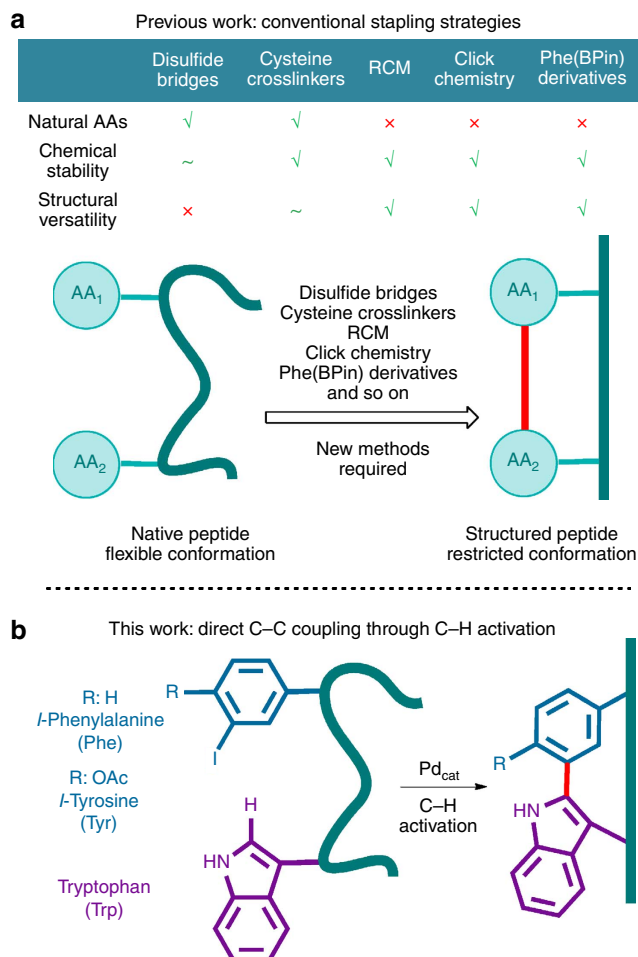 a Previous work: conventional stapling strategies
Disulfide bridges
Cysteine crosslinkers
RCM
Click chemistry
Phe(BPin) derivatives
Natural AAs √ √ × × ×
Chemical stability ~ √ √ √ √
Structural versatility × ~ √ √ √
AA₁
AA₂
Disulfide bridges
Cysteine crosslinkers
RCM
Click chemistry
Phe(BPin) derivatives
and so on
New methods
required
AA₁
AA₂
Native peptide
flexible conformation
Structured peptide
restricted conformation
b This work: direct C–C coupling through C–H activation
R: H
I-Phenylalanine
(Phe)
R: OAc
I-Tyrosine
(Tyr)
Tryptophan
(Trp)
R
I
H
HN
Pd_cat
C–H
activation
R
HN